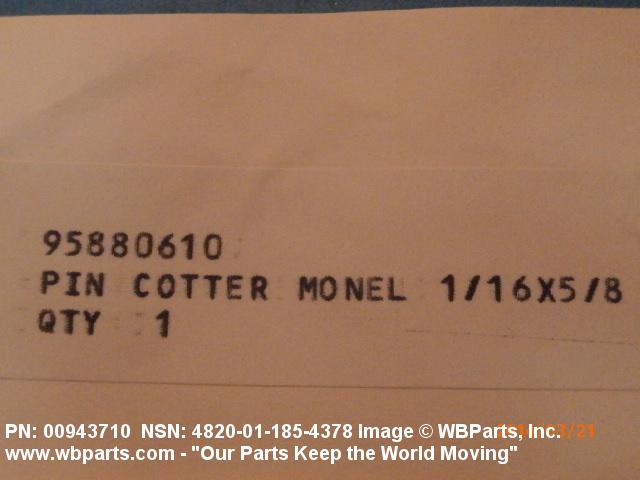 95880610
PIN COTTER MONEL 1/16X5/8
QTY 1
PN: 00943710 NSN: 4820-01-185-4378 Image © WBParts, Inc.
www.wbparts.com - "Our Parts Keep the World Moving"